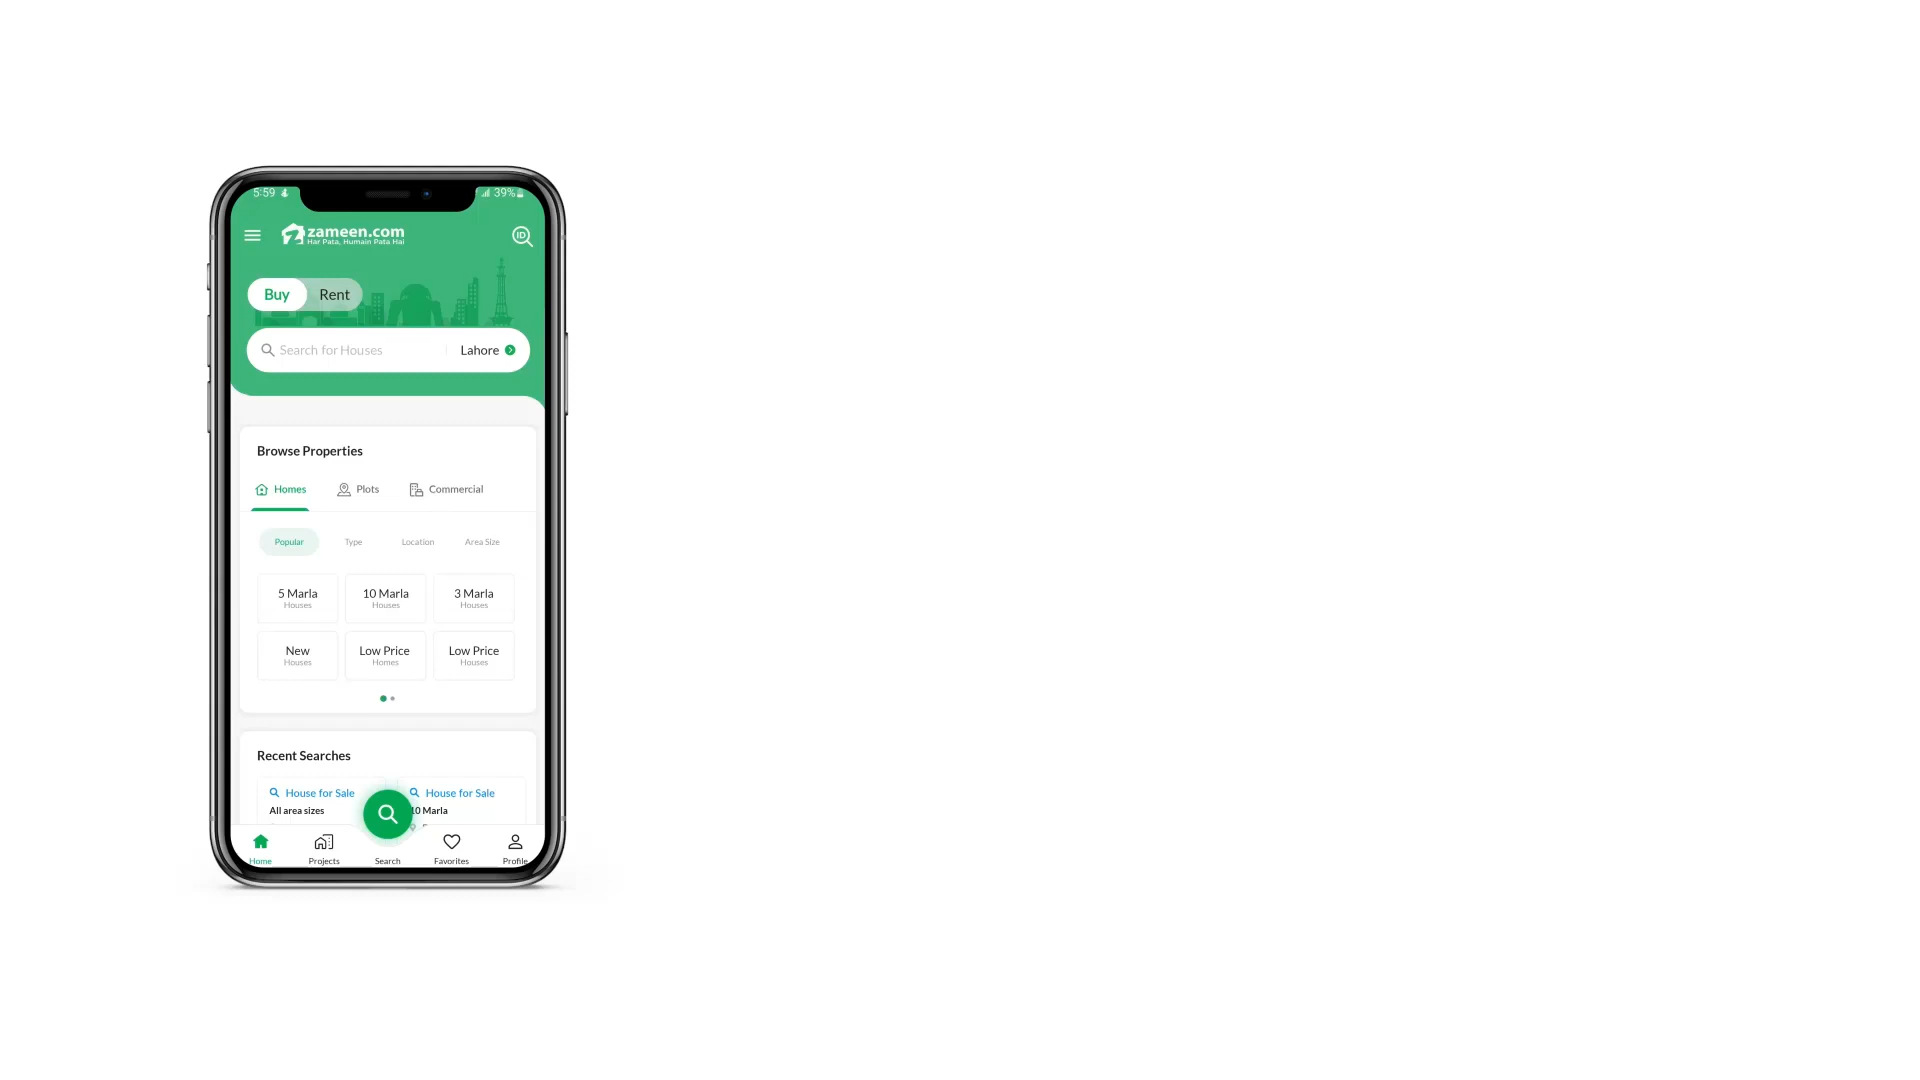 5:59
39%
zameen.com
Har Pata, Humain Pata Hai
ID
Buy Rent
Search for Houses Lahore
Browse Properties
Homes Plots Commercial
Popular Type Location Area Size
5 Marla 10 Marla 3 Marla
Houses Houses Houses
New Low Price Low Price
Houses Homes Houses
Recent Searches
House for Sale House for Sale
All area sizes 10 Marla
Home Projects Search Favorites Profile